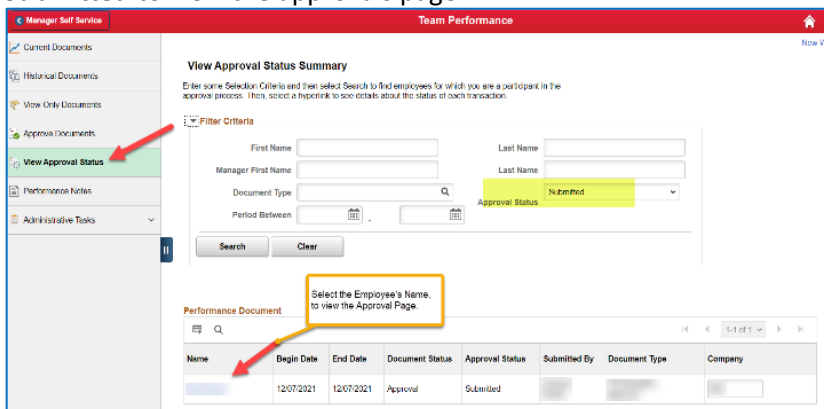 Manager Self Service
Team Performance
New
Current Documents
Historical Documents
View Only Documents
Approve Documents
View Approval Status
Performance Notes
Administrative Tasks
View Approval Status Summary
Enter some Selection Criteria and then select Search to find employees for which you are a participant in the
approval process. Then, select a hyperlink to see details about the status of each transaction.
Filter Criteria
First Name
Last Name
Manager First Name
Last Name
Document Type
Approval Status
Submitted
Period Between
-
Search
Clear
Select the Employee's Name,
to view the Approval Page.
Performance Document
1-1 of 1
Name
Begin Date
End Date
Document Status
Approval Status
Submitted By
Document Type
Company
12/07/2021
12/07/2021
Approval
Submitted